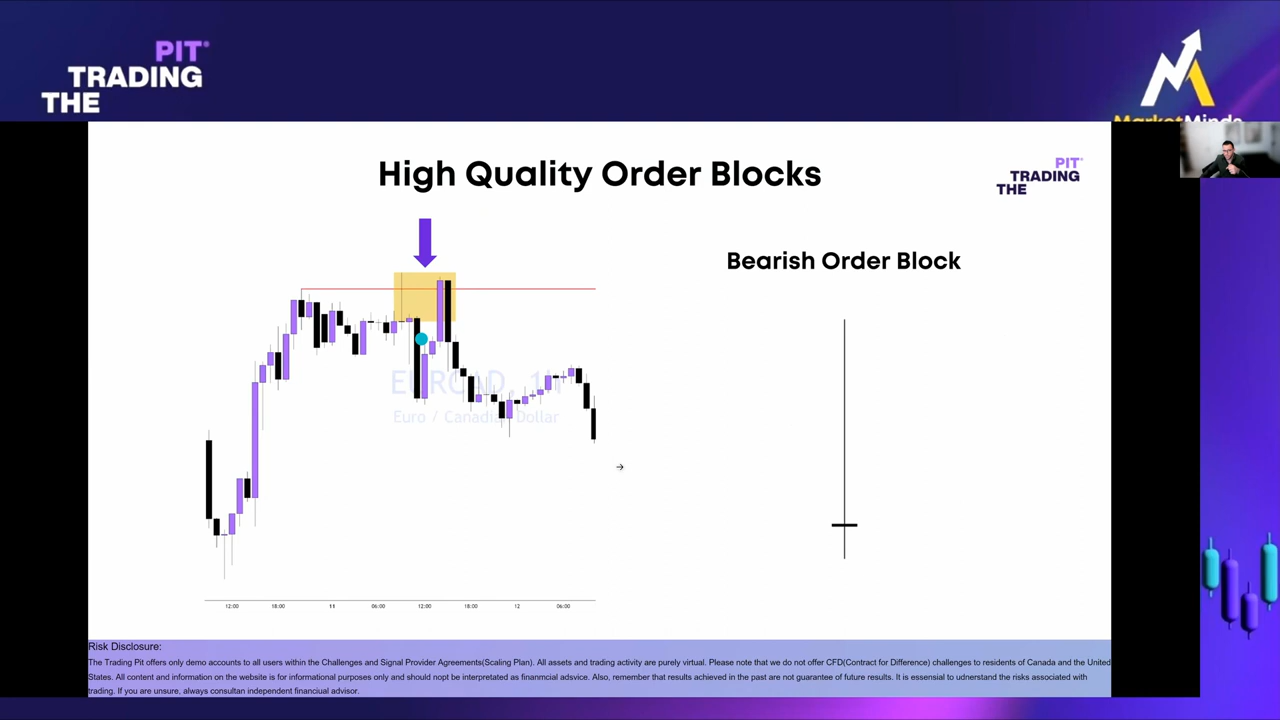 PIT®
TRADING
THE
MarketMinds
High Quality Order Blocks
PIT®
TRADING
THE
Bearish Order Block
Euro / Canadian Dollar
12:00 18:00 11 06:00 12:00 18:00 12 06:00
Risk Disclosure:
The Trading Pit offers only demo accounts to all users within the Challenges and Signal Provider Agreements(Scaling Plan). All assets and trading activity are purely virtual. Please note that we do not offer CFD(Contract for Difference) challenges to residents of Canada and the United
States. All content and information on the website is for informational purposes only and should nopt be interpretated as finanmcial adsvice. Also, remember that results achieved in the past are not guarantee of future results. It is essensial to udnerstand the risks associated with
trading. If you are unsure, always consultan independent financiual advisor.